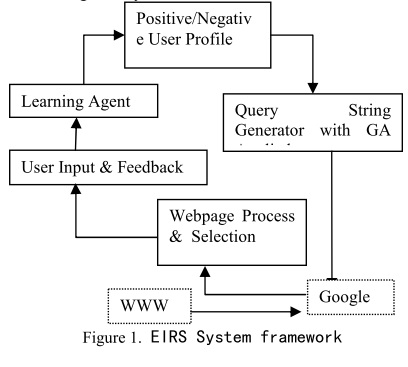 Positive/Negativ
e User Profile
Learning Agent
Query String
Generator with GA
User Input & Feedback
Webpage Process
& Selection
WWW
Google
Figure 1. EIRS System framework